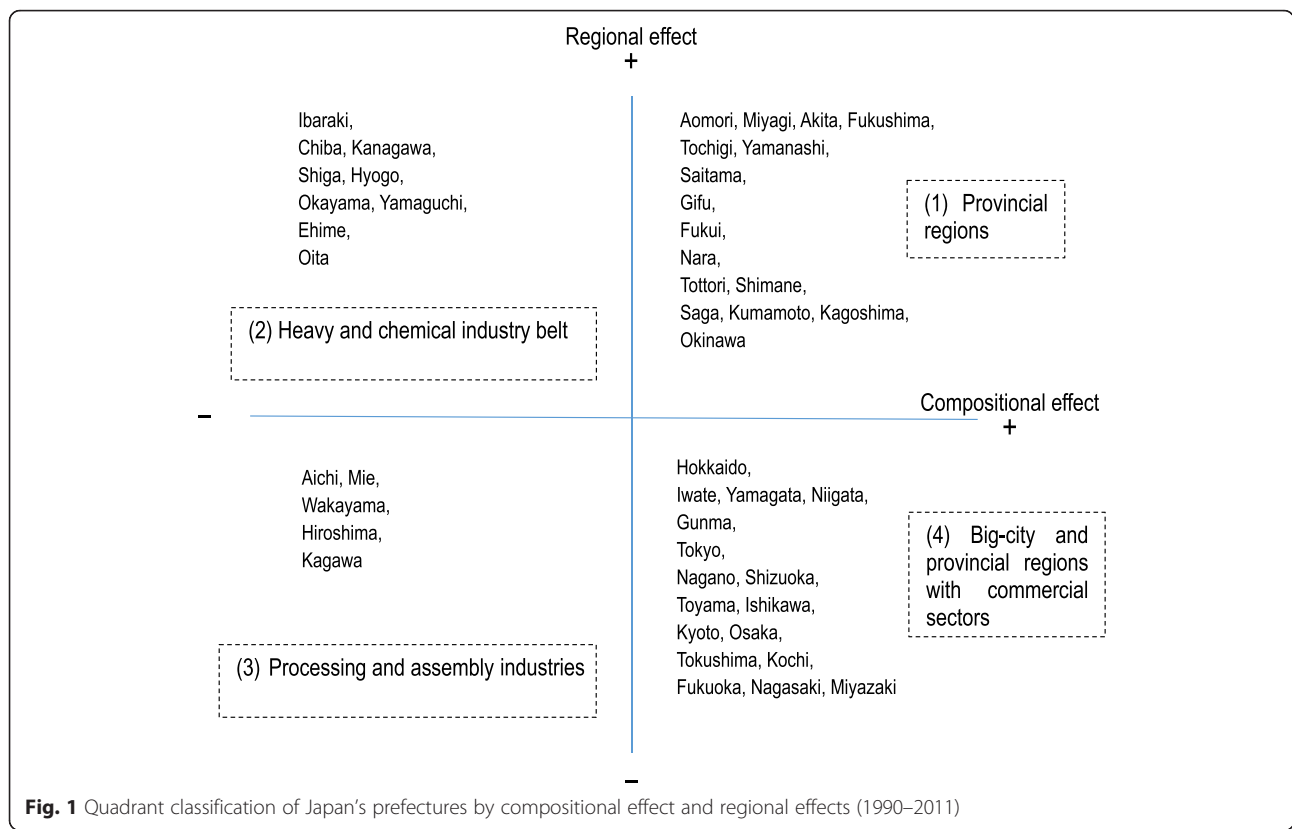 Regional effect
+
Ibaraki,
Chiba, Kanagawa,
Shiga, Hyogo,
Okayama, Yamaguchi,
Ehime,
Oita
(2) Heavy and chemical industry belt
Aomori, Miyagi, Akita, Fukushima,
Tochigi, Yamanashi,
Saitama,
Gifu,
Fukui,
Nara,
Tottori, Shimane,
Saga, Kumamoto, Kagoshima,
Okinawa
(1) Provincial
regions
–
Compositional effect
+
Aichi, Mie,
Wakayama,
Hiroshima,
Kagawa
(3) Processing and assembly industries
Hokkaido,
Iwate, Yamagata, Niigata,
Gunma,
Tokyo,
Nagano, Shizuoka,
Toyama, Ishikawa,
Kyoto, Osaka,
Tokushima, Kochi,
Fukuoka, Nagasaki, Miyazaki
(4) Big-city and
provincial regions
with commercial
sectors
–
Fig. 1 Quadrant classification of Japan's prefectures by compositional effect and regional effects (1990–2011)